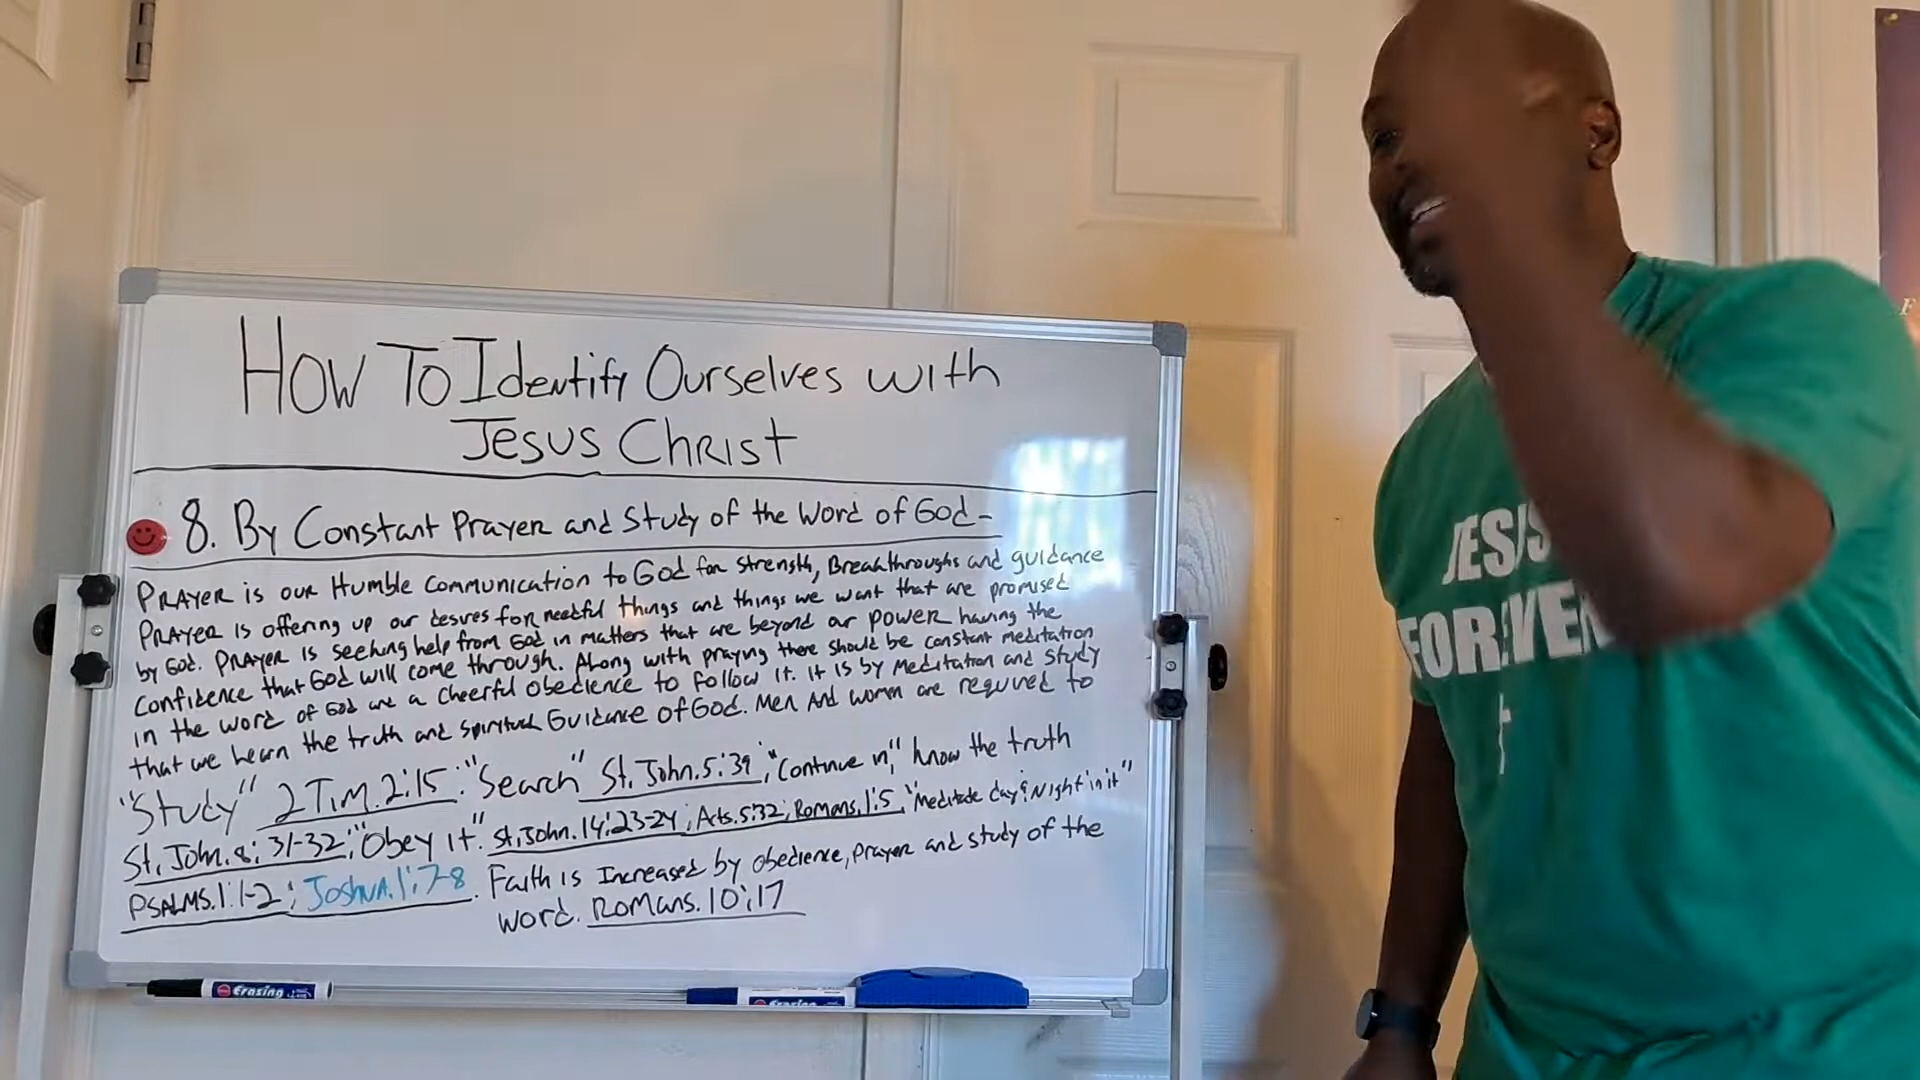 HOW TO Identify Ourselves with
Jesus Christ
8. By Constant Prayer and Study of the Word of God-
PRAYER is our Humble Communication to God for strength, Breakthroughs and guidance
PRAYER is offering up our desires for needful things and things we want that are promised
by God. PRAYER is seeking help from God in matters that are beyond our power having the
confidence that God will come through. Along with praying there should be constant meditation
in the word of God and a cheerful obedience to follow it. It is by Meditation and study
that we learn the truth and spiritual Guidance of God. Men And women are required to
"Study" 2 Tim. 2:15; "Search" St. John. 5:39; "Continue in," know the truth
St. John. 8:31-32; "Obey it". St. John. 14:23-24; Acts. 5:32; Romans. 1:5, "Meditate day & Night in it"
PSALMS. 1:1-2; Joshua. 1:7-8. Faith is Increased by obedience, prayer and study of the
word. Romans. 10:17
Erasing
Erasing
JESUS
FOREVER
F